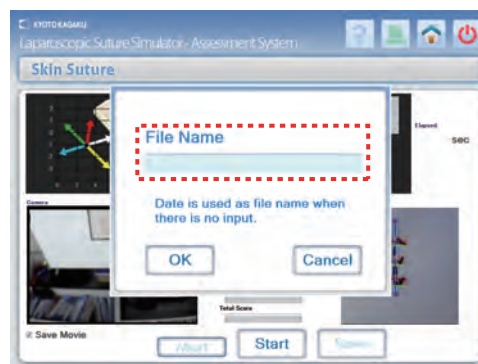 KYOTO KAGAKU
Laparoscopic Suture Simulator - Assessment System
Skin Suture
Elapsed
sec
File Name
Date is used as file name when
there is no input.
OK
Cancel
Camera
Total Score
Save Movie
Start